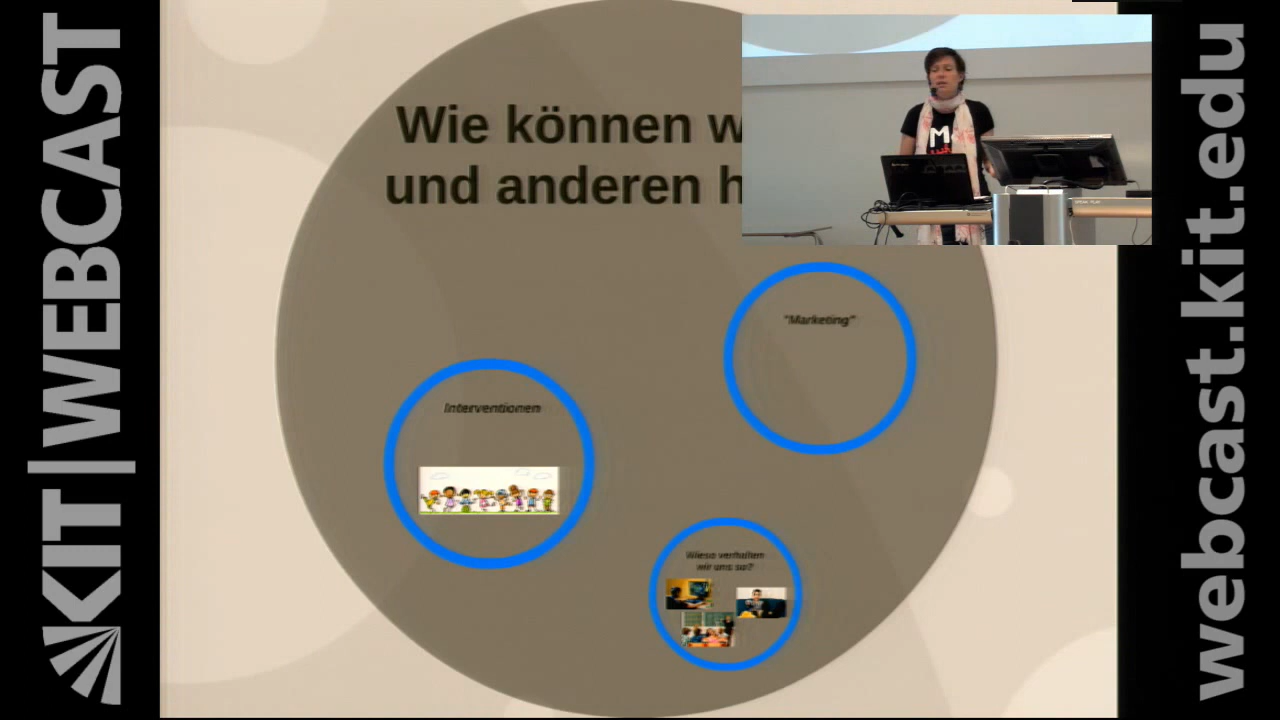 KIT|WEBCAST
Wie können w
und anderen h
"Marketing"
Interventionen
Wieso verhalten
wir uns so?
webcast.kit.edu